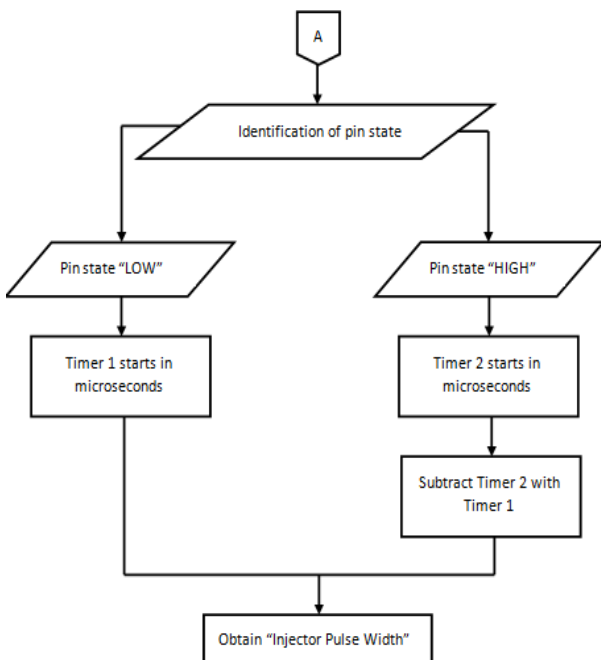 A
Identification of pin state
Pin state “LOW”
Pin state “HIGH”
Timer 1 starts in
microseconds
Timer 2 starts in
microseconds
Subtract Timer 2 with
Timer 1
Obtain “Injector Pulse Width”